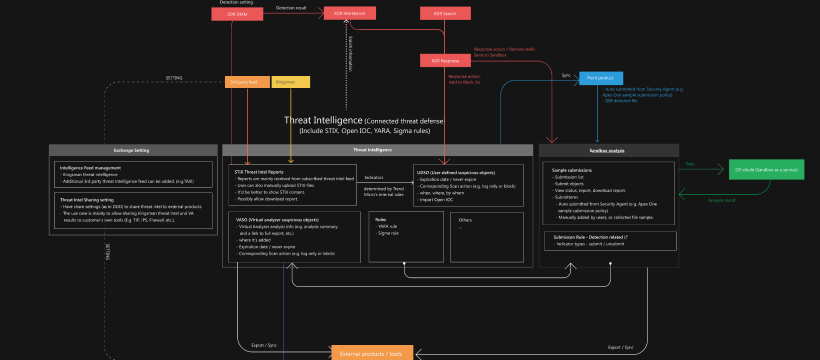 Detection setting
XDR DMM
Detection result
XDR Workbench
XDR Search
XDR Response
Response action / Remote shell
Send to Sandbox
Response action:
Add to Block list
Sync
Point product
- Auto submitted from Security Agent (e.g.
Apex One sample submission policy)
- DDI detected file
SETTING
3rd party feed
Kingsman
Threat Intelligence (Connected threat defense
(Include STIX, Open IOC, YARA, Sigma rules)
Exchange Setting
Intelligence Feed management
- Kingsman threat intelligence
- Additional 3rd party threat intelligence feed can be added. (e.g.TAXII)
Threat Intel Sharing setting
- Have share settings (as in DDD) to share threat intel to external products
- The use case is mainly to allow sharing Kingsman threat intel and VA
results to customer's own tools (E.g. TIP, IPS, Firewall, etc.).
Threat Intelligence
STIX Threat Intel Reports
- Reports are mainly received from subscribed threat intel feed
- Users can also manually upload STIX files
- It'd be better to show STIX content.
- Possibly allow download.
Indicators
determined by Trend
Micro's internal rules
UDSO (User-defined suspicious objects)
- Expiration date / never expire
- Corresponding Scan action (e.g. log only or block)
- when, where, by whom
- Import Open IOC
VASO (Virtual analyzer suspicious objects)
- Virtual Analyzer analysis info (e.g. analysis summary,
and a link to full report, etc.)
- where it's added
- Expiration date / never expire
- Corresponding Scan action (e.g. log only or block)
Rules
- YARA rule
- Sigma rule
Others
...
Sandbox analysis
Sample submissions
- Submission list
- Submit objects
- View status, report, download report.
- Submitters:
- Auto submitted from Security Agent (e.g. Apex One
sample submission policy)
- Manually added by users, or collected file sample.
Submission Rule - Detection related (?
- Indicator types - submit / unsubmit
Pass
DD cloud (Sandbox as a service)
Analysis result
SETTING
Export / Sync
External products / tools
Export / Sync